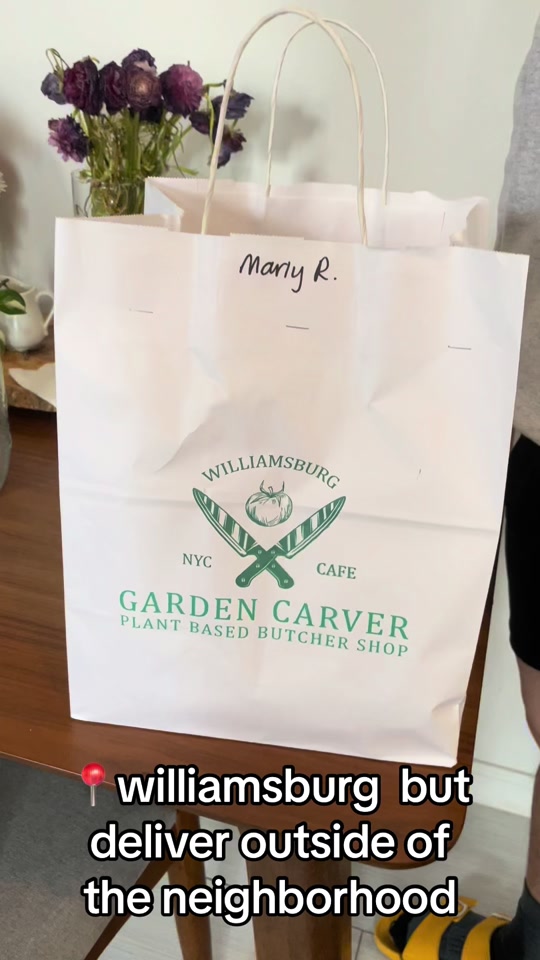 Marly R.
WILLIAMSBURG
NYC CAFE
GARDEN CARVER
PLANT BASED BUTCHER SHOP
📍williamsburg but
deliver outside of
the neighborhood